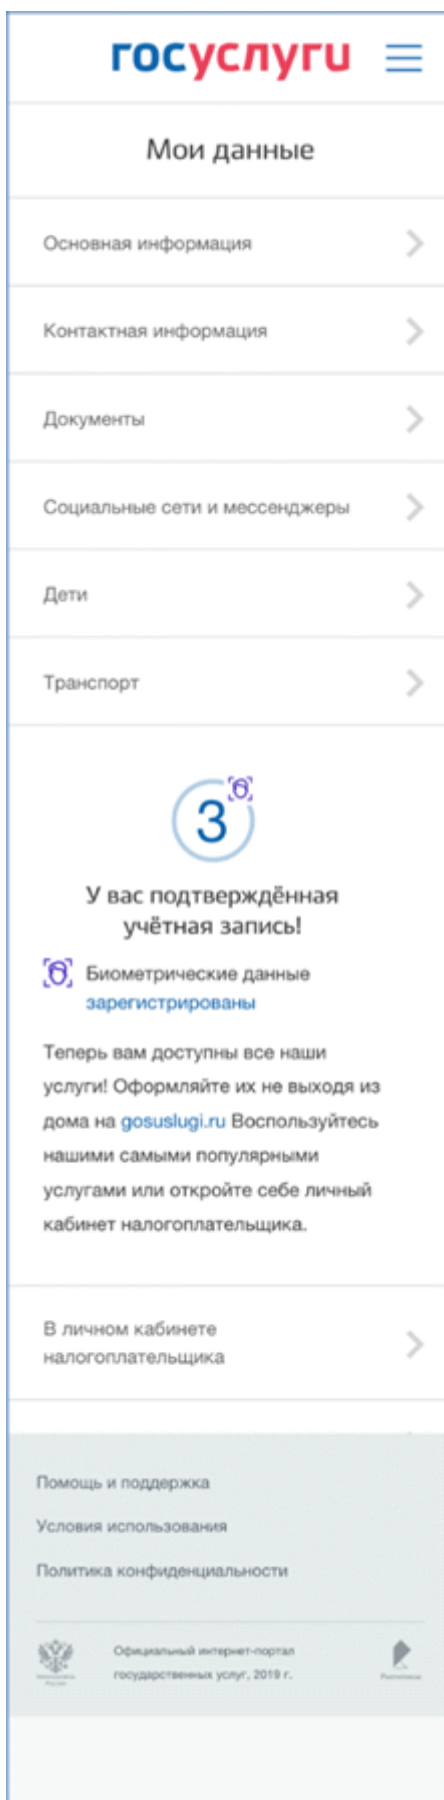 госуслуги
Мои данные
Основная информация
Контактная информация
Документы
Социальные сети и мессенджеры
Дети
Транспорт
3
У вас подтверждённая
учётная запись!
Биометрические данные
зарегистрированы
Теперь вам доступны все наши
услуги! Оформляйте их не выходя из
дома на gosuslugi.ru Воспользуйтесь
нашими самыми популярными
услугами или откройте себе личный
кабинет налогоплательщика.
В личном кабинете
налогоплательщика
Помощь и поддержка
Условия использования
Политика конфиденциальности
Официальный интернет-портал
государственных услуг, 2019 г.